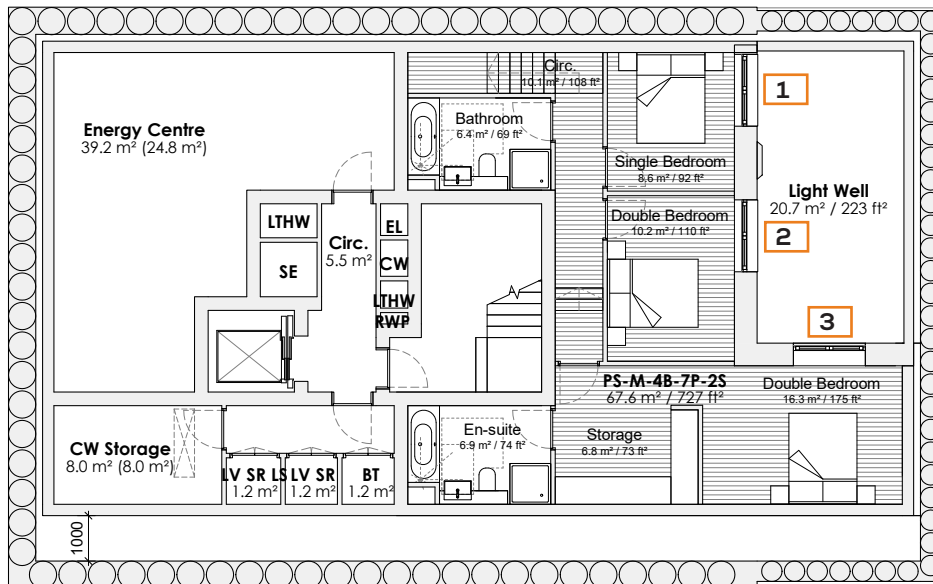 Circ.
10.1 m² / 108 ft²
1
Bathroom
6.4 m² / 69 ft²
Energy Centre
39.2 m² (24.8 m²)
Single Bedroom
8.6 m² / 92 ft²
Light Well
20.7 m² / 223 ft²
LTHW
EL
Circ.
5.5 m²
Double Bedroom
10.2 m² / 110 ft²
2
SE
CW
LTHW
RWP
3
PS-M-4B-7P-2S
67.6 m² / 727 ft²
Double Bedroom
16.3 m² / 175 ft²
CW Storage
8.0 m² (8.0 m²)
En-suite
6.9 m² / 74 ft²
Storage
6.8 m² / 73 ft²
LV SR LS
1.2 m²
LV SR
1.2 m²
BT
1.2 m²
1000